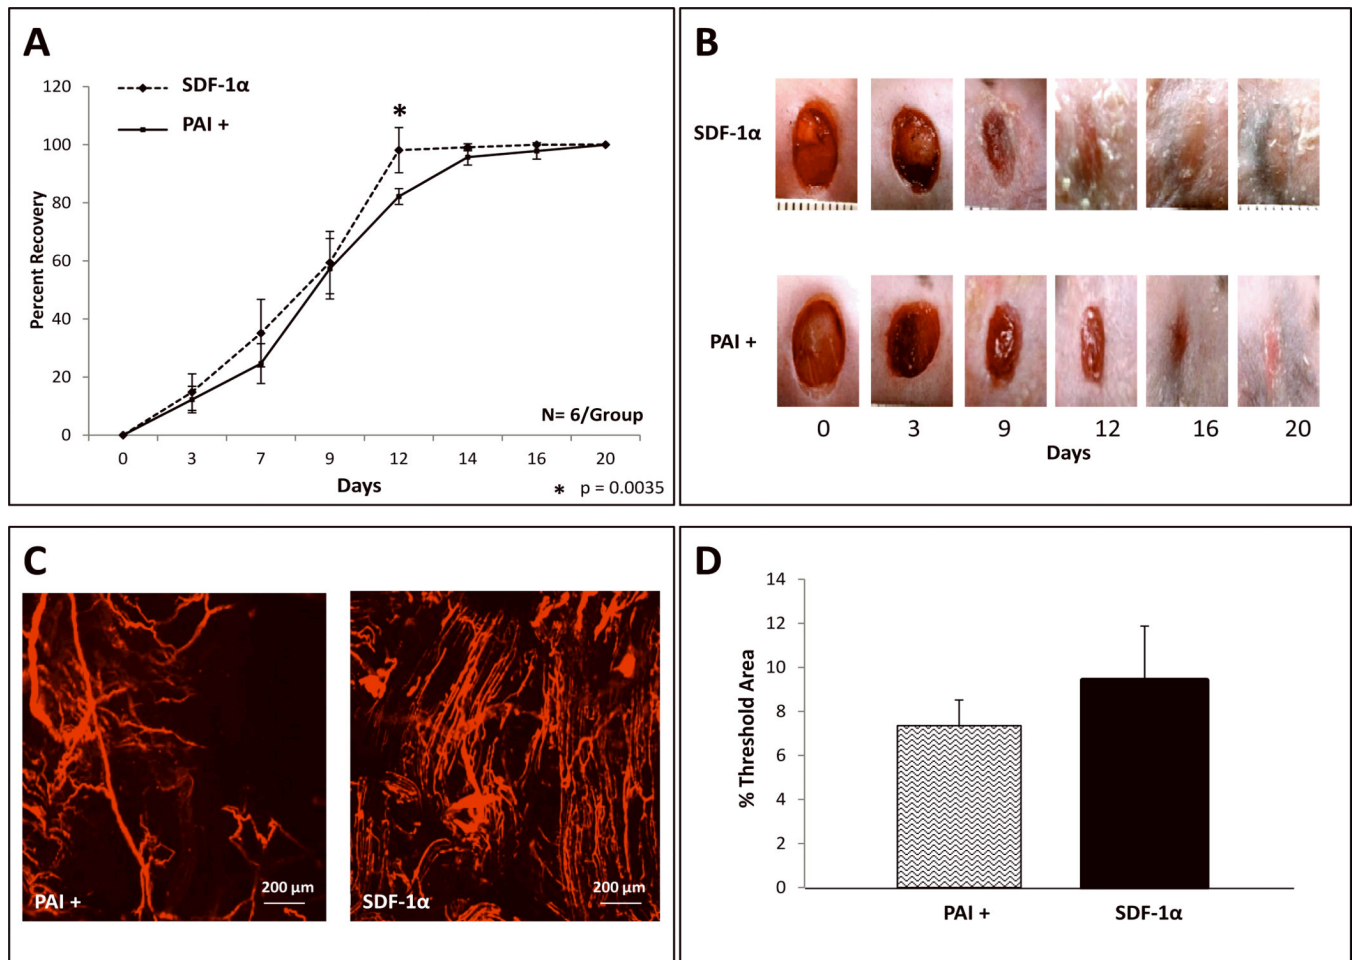 A
120
100
80
60
40
20
0
Percent Recovery
SDF-1α
PAI +
*
N= 6/Group
0 3 7 9 12 14 16 20
Days
* p = 0.0035
B
SDF-1α
PAI +
0 3 9 12 16 20
Days
C
PAI +
200 µm
SDF-1α
200 µm
D
14
12
10
8
6
4
2
0
% Threshold Area
PAI + SDF-1α